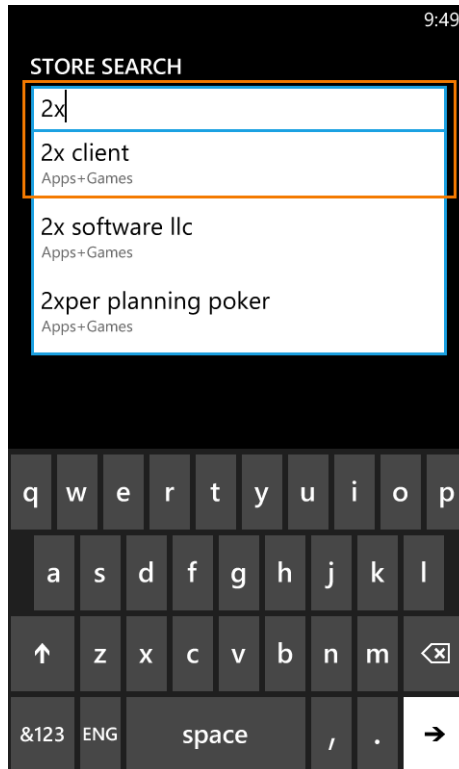 9:49
STORE SEARCH
2x
2x client
Apps+Games
2x software llc
Apps+Games
2xper planning poker
Apps+Games
q w e r t y u i o p
a s d f g h j k l
z x c v b n m
&123 ENG space , .